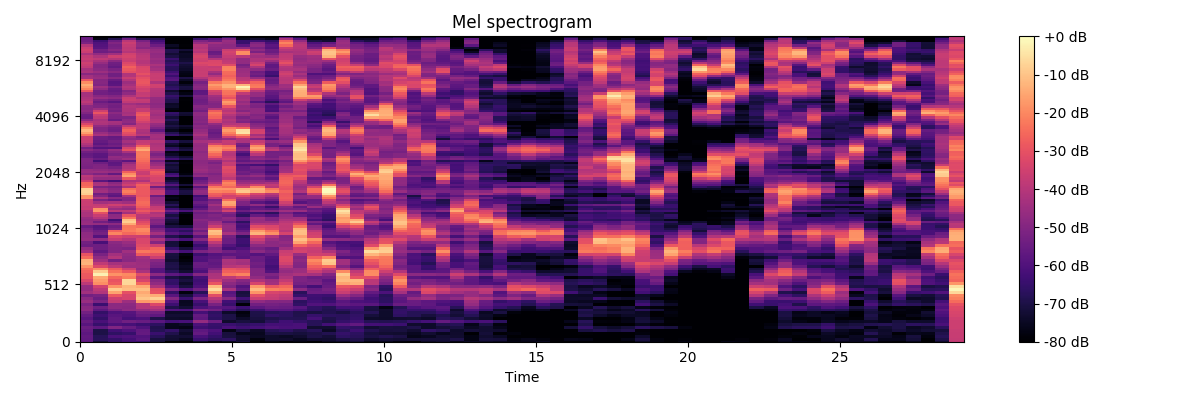 Mel spectrogram
Hz
8192
4096
2048
1024
512
0
0 5 10 15 20 25
Time
+0 dB
-10 dB
-20 dB
-30 dB
-40 dB
-50 dB
-60 dB
-70 dB
-80 dB